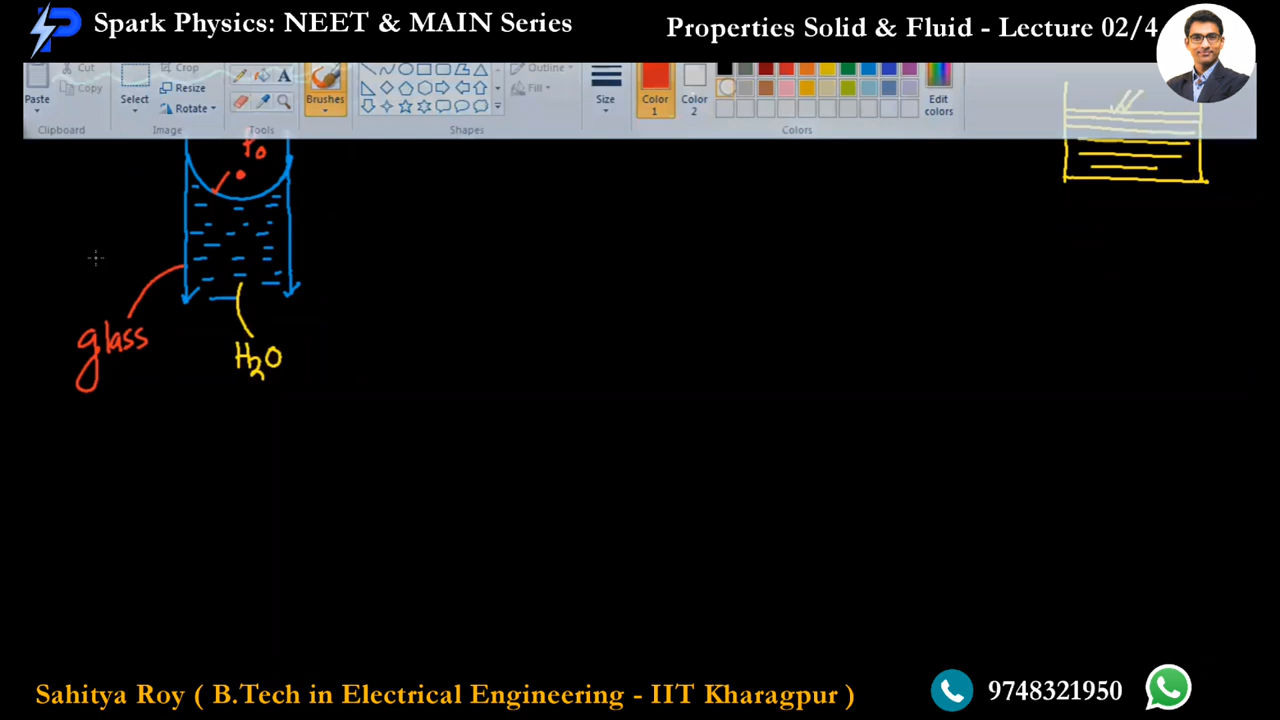 Spark Physics: NEET & MAIN Series
Properties Solid & Fluid - Lecture 02/4
Paste
Cut
Copy
Clipboard
Select
Crop
Resize
Rotate
Image
A
Tools
Brushes
Shapes
Outline
Fill
Size
Color
1
Color
2
Colors
Edit
colors
P₀
glass
H₂O
Sahitya Roy ( B.Tech in Electrical Engineering - IIT Kharagpur )
9748321950